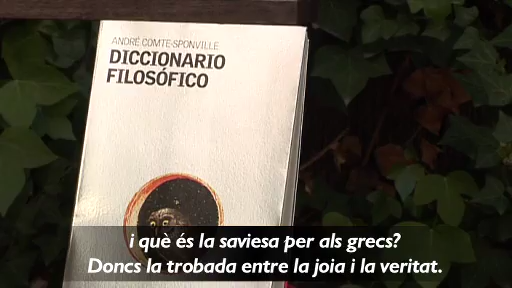 ANDRÉ COMTE-SPONVILLE
DICCIONARIO
FILOSÓFICO
i què és la saviesa per als grecs?
Doncs la trobada entre la joia i la veritat.